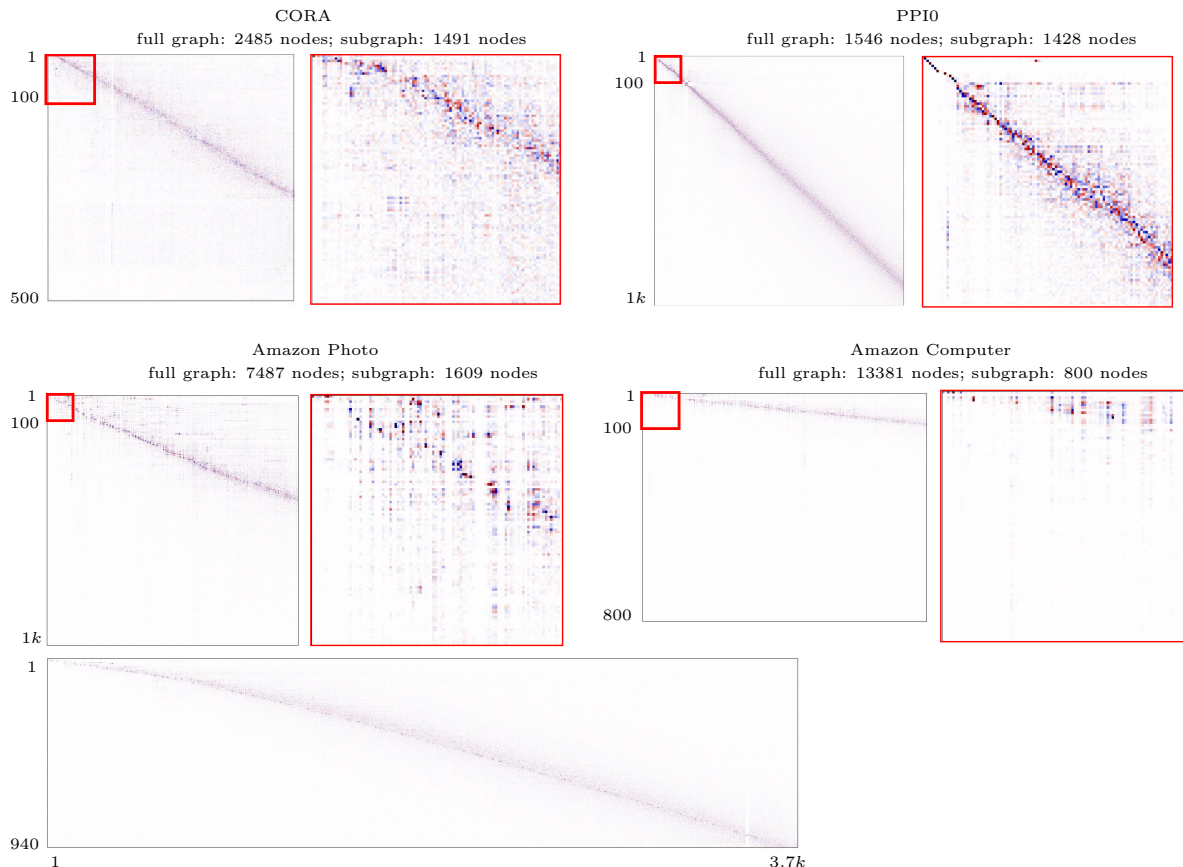 CORA
full graph: 2485 nodes; subgraph: 1491 nodes
1
100
300
500
PPI0
full graph: 1546 nodes; subgraph: 1428 nodes
1
100
1k
Amazon Photo
full graph: 7487 nodes; subgraph: 1609 nodes
1
100
1k
Amazon Computer
full graph: 13381 nodes; subgraph: 800 nodes
1
100
800
1
940
1
3.7k